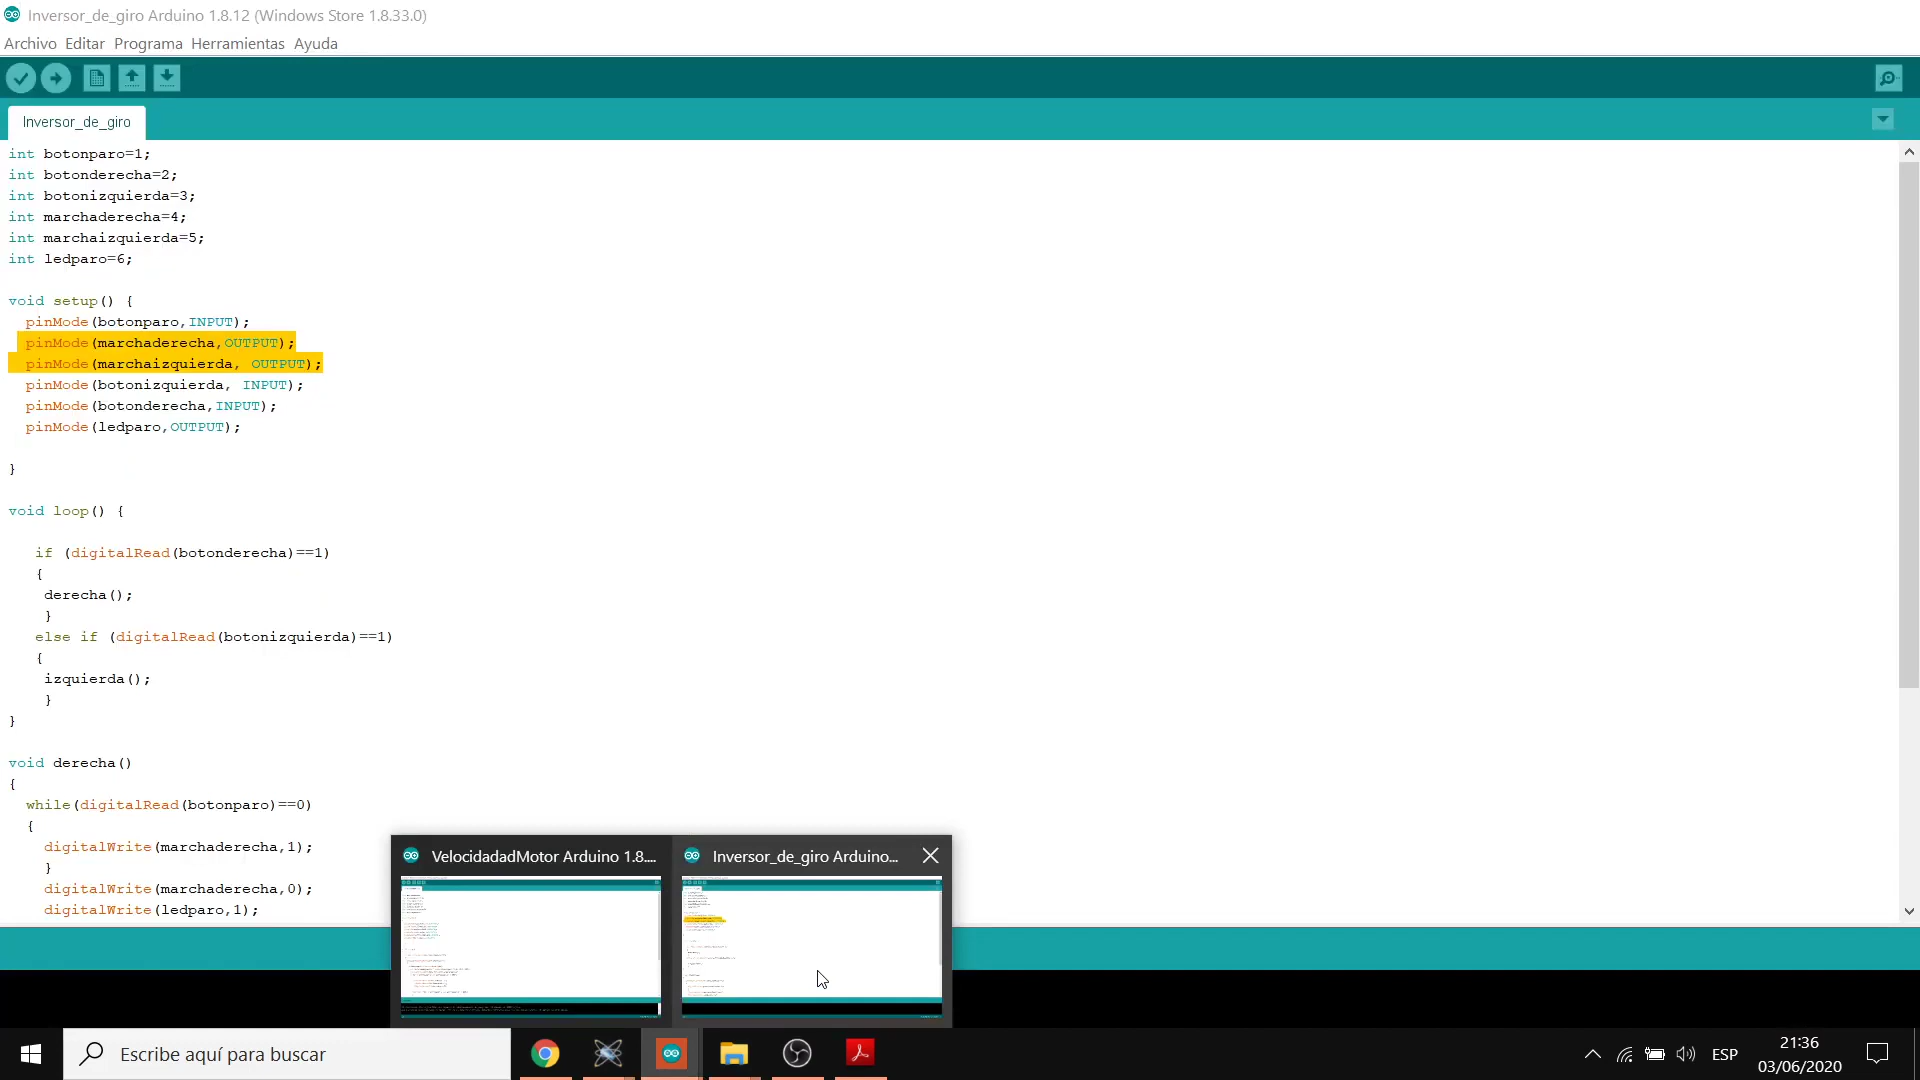 Inversor_de_giro Arduino 1.8.12 (Windows Store 1.8.33.0)
Archivo Editar Programa Herramientas Ayuda
Inversor_de_giro
int botonparo=1;
int botonderecha=2;
int botonizquierda=3;
int marchaderecha=4;
int marchaizquierda=5;
int ledparo=6;
void setup() {
pinMode(botonparo,INPUT);
pinMode(marchaderecha,OUTPUT);
pinMode(marchaizquierda, OUTPUT);
pinMode(botonizquierda, INPUT);
pinMode(botonderecha,INPUT);
pinMode(ledparo,OUTPUT);
}
void loop() {
if (digitalRead(botonderecha)==1)
{
derecha();
}
else if (digitalRead(botonizquierda)==1)
{
izquierda();
}
}
void derecha()
{
while(digitalRead(botonparo)==0)
{
digitalWrite(marchaderecha,1);
}
digitalWrite(marchaderecha,0);
digitalWrite(ledparo,1);
VelocidadadMotor Arduino 1.8....
Inversor_de_giro Arduino...
Escribe aquí para buscar
ESP
21:36
03/06/2020